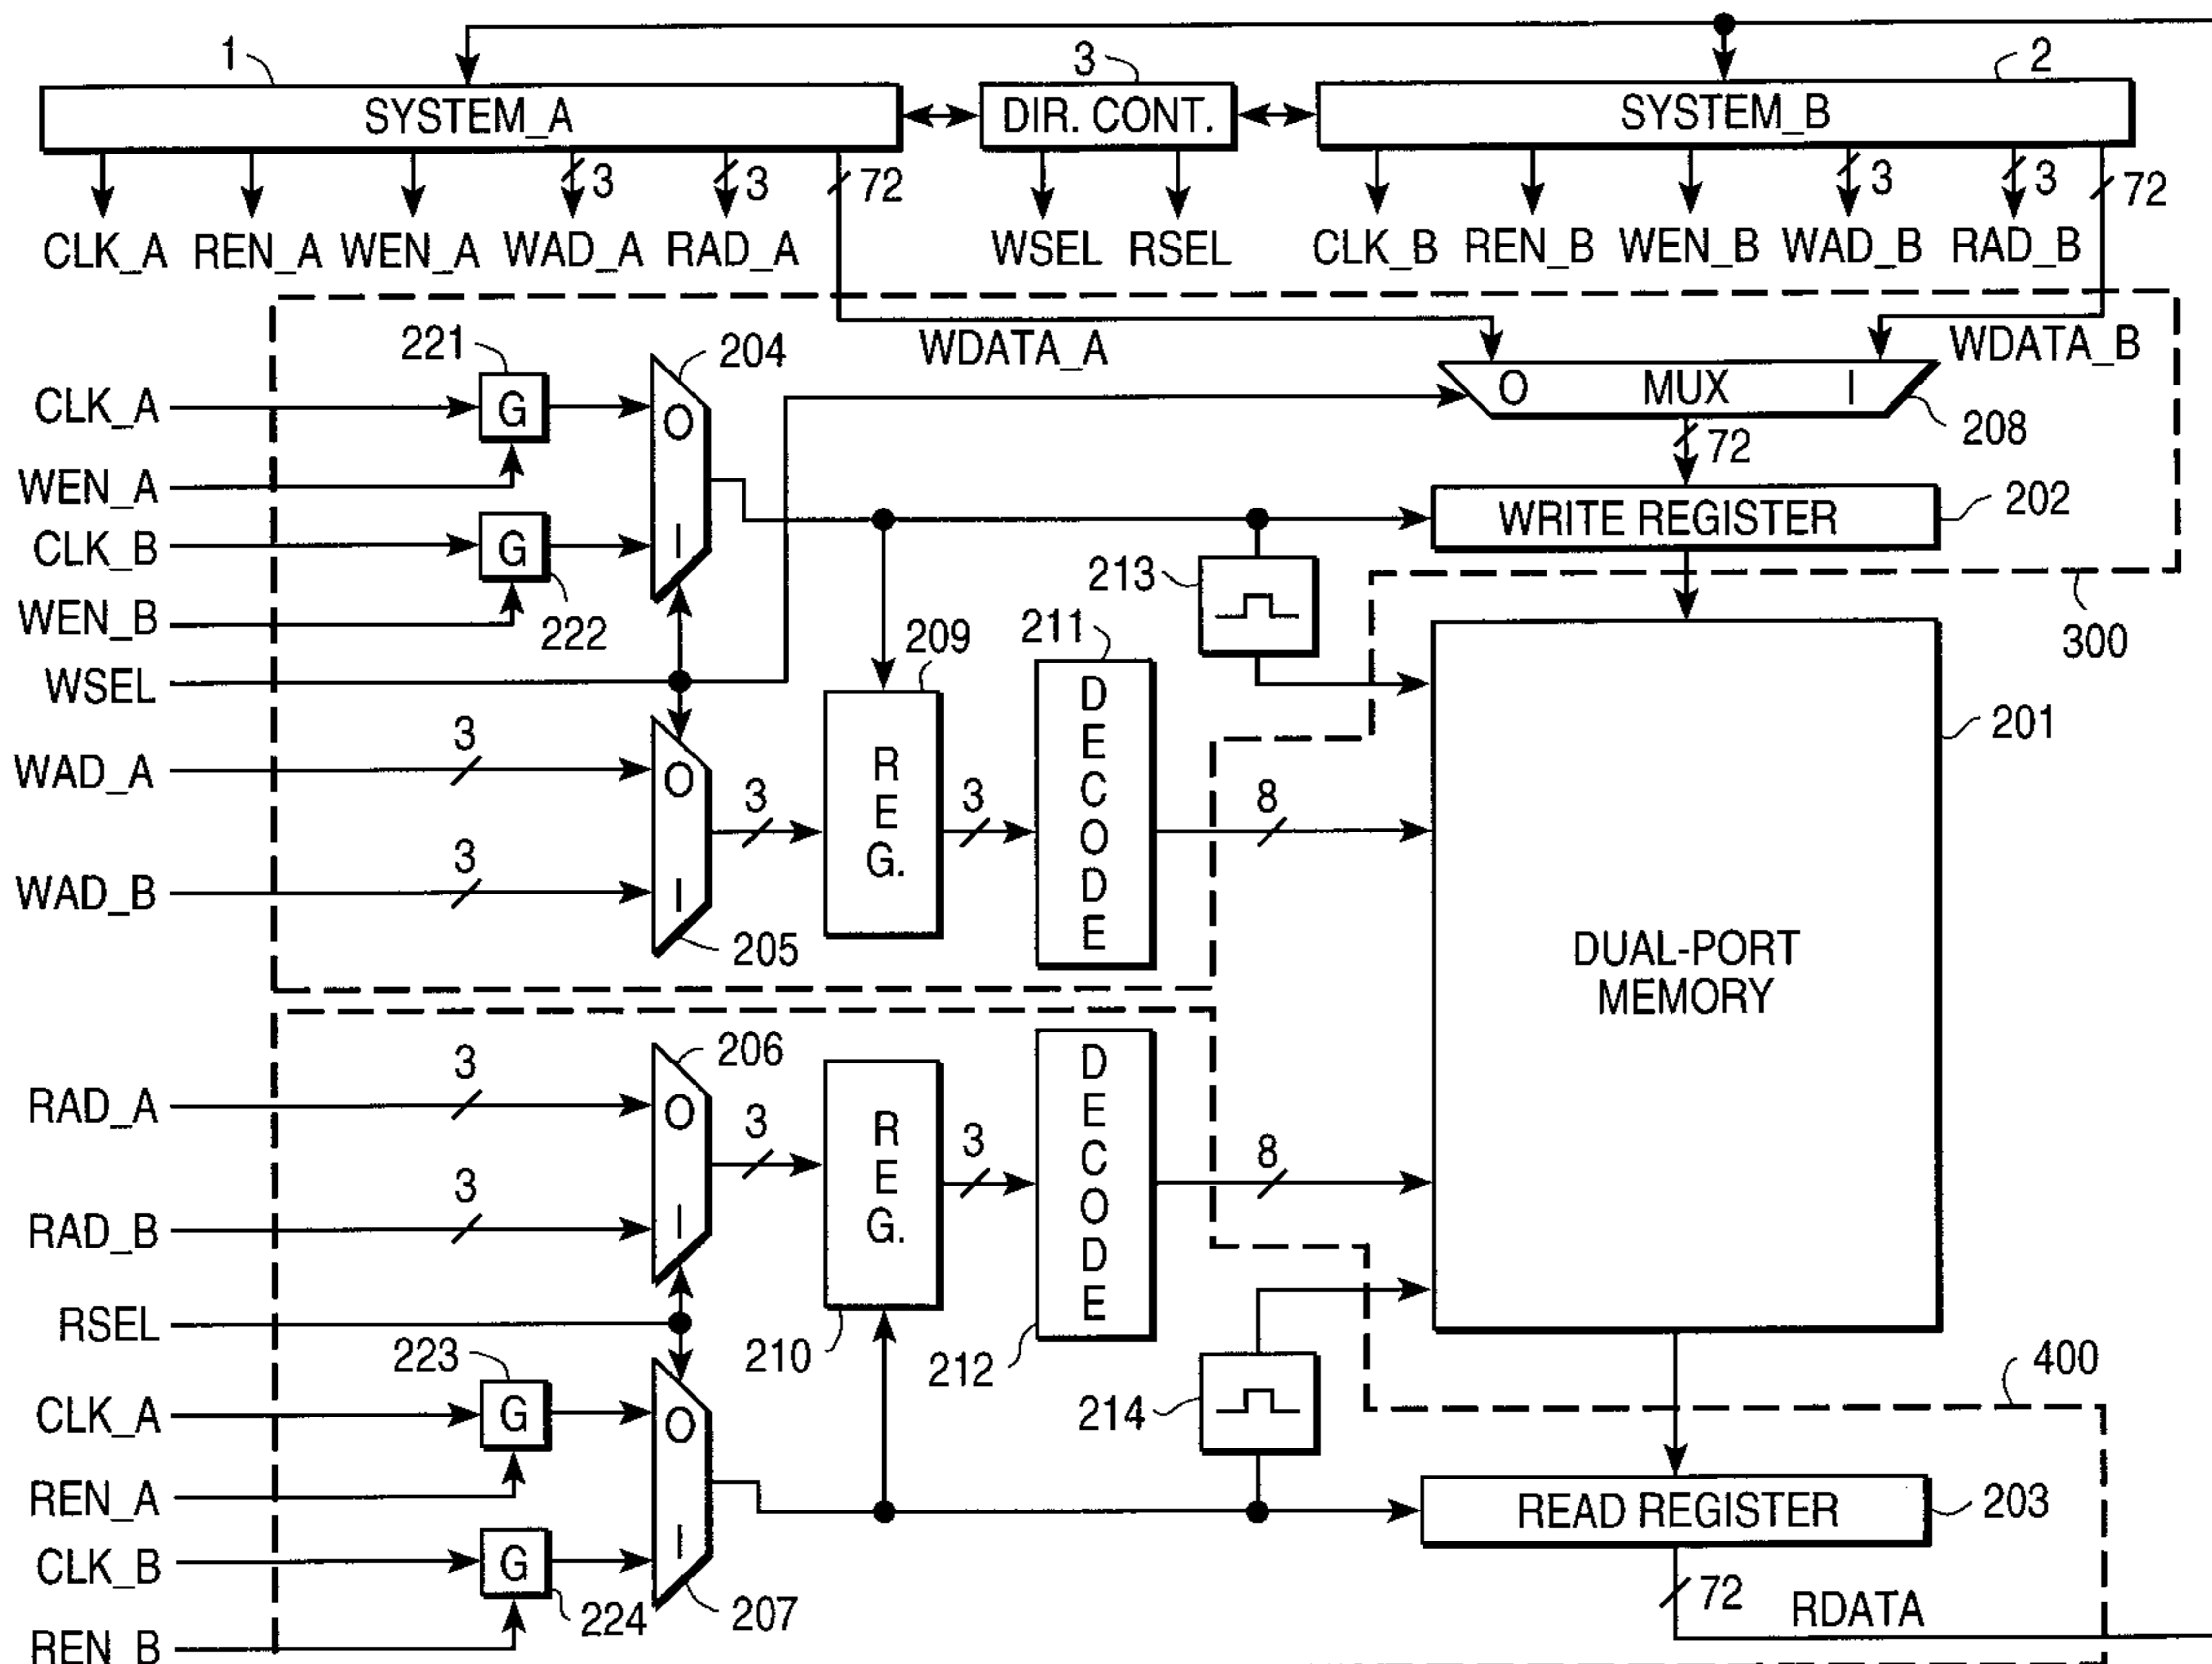 1
3
2
SYSTEM_A
DIR. CONT.
SYSTEM_B
3
3
72
3
3
72
CLK_A
REN_A
WEN_A
WAD_A
RAD_A
WSEL
RSEL
CLK_B
REN_B
WEN_B
WAD_B
RAD_B
221
204
WDATA_A
WDATA_B
CLK_A
G
O
O
MUX
I
208
WEN_A
72
CLK_B
G
I
WRITE REGISTER
202
WEN_B
222
213
300
WSEL
209
211
201
WAD_A
3
O
3
REG.
3
DECODE
8
WAD_B
3
I
205
DUAL-PORT
MEMORY
206
RAD_A
3
O
3
REG.
3
DECODE
8
RAD_B
3
I
RSEL
210
212
223
214
400
CLK_A
G
O
REN_A
READ REGISTER
203
CLK_B
G
I
224
207
72
RDATA
REN_B